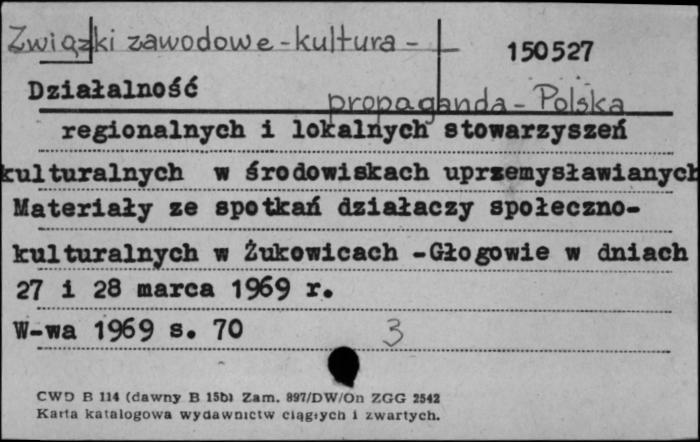 Związki zawodowe - kultura -
150527
Działalność
propaganda - Polska
regionalnych i lokalnych stowarzyszeń
kulturalnych w środowiskach uprzemysławianych
Materiały ze spotkań działaczy społeczno-
kulturalnych w Żukowicach -Głogowie w dniach
27 i 28 marca 1969 r.
W-wa 1969 s. 70
3
CWD B 114 (dawny B 15b) Zam. 897/DW/On ZGG 2542
Karta katalogowa wydawnictw ciągłych i zwartych.